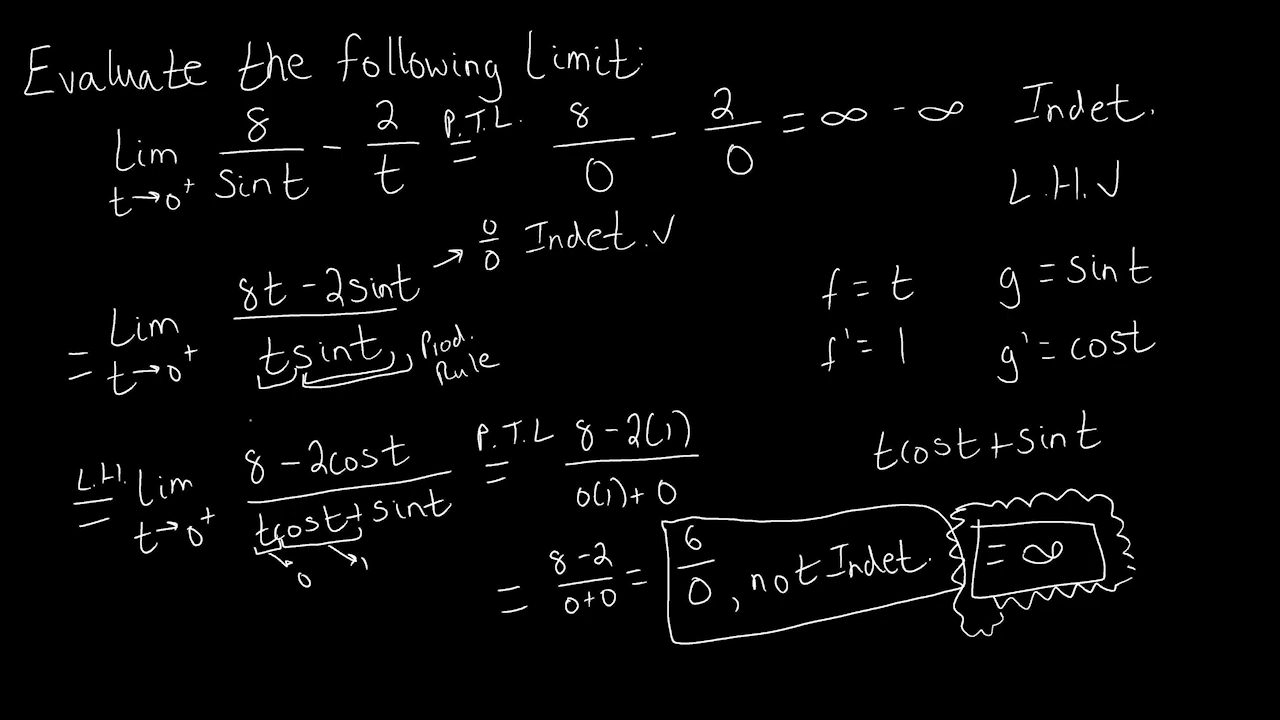 Evaluate the following Limit:
Lim t→0⁺ 8/sint − 2/t P.T.L. = 8/0 − 2/0 = ∞ − ∞ Indet.
L.H. ✓
→ 0/0 Indet. ✓
= Lim t→0⁺ (8t − 2sint)/(tsint) Prod. Rule
f = t g = sint
f' = 1 g' = cost
tcost + sint
L.H. = lim t→0⁺ (8 − 2cost)/(tcost + sint) P.T.L = (8 − 2(1))/(0(1) + 0)
0 1
= (8 − 2)/(0 + 0) = 6/0, not Indet. = ∞